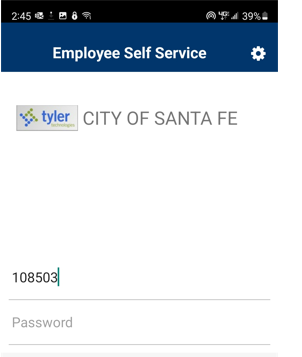 2:45 39%
Employee Self Service
tyler technologies CITY OF SANTA FE
108503
Password